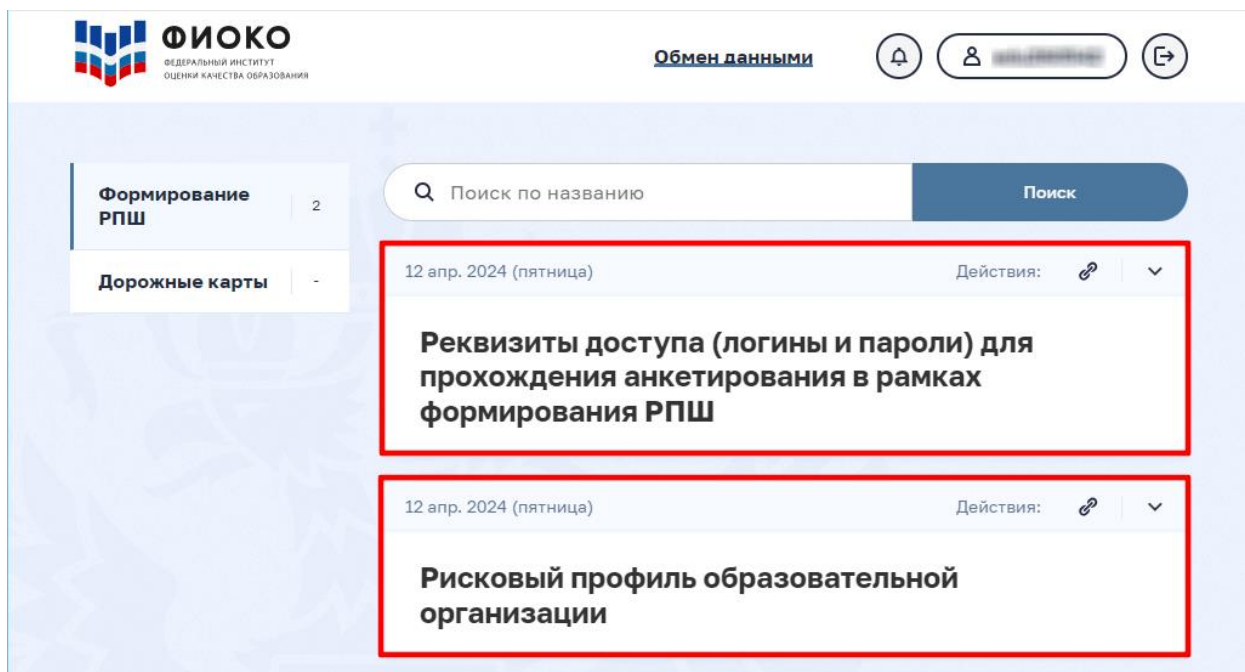 ФИОКО
ФЕДЕРАЛЬНЫЙ ИНСТИТУТ
ОЦЕНКИ КАЧЕСТВА ОБРАЗОВАНИЯ
Обмен данными
Формирование
РПШ
2
Дорожные карты
-
Поиск по названию
Поиск
12 апр. 2024 (пятница)
Действия:
Реквизиты доступа (логины и пароли) для
прохождения анкетирования в рамках
формирования РПШ
12 апр. 2024 (пятница)
Действия:
Рисковый профиль образовательной
организации